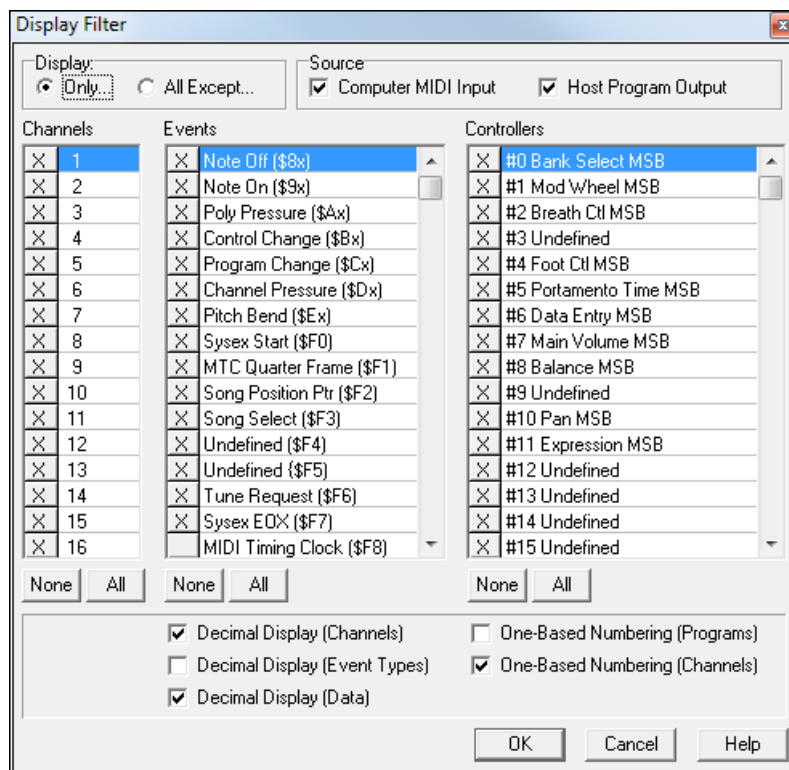 Display Filter
Display:
Only...
All Except...
Source
Computer MIDI Input
Host Program Output
Channels
X 1
X 2
X 3
X 4
X 5
X 6
X 7
X 8
X 9
X 10
X 11
X 12
X 13
X 14
X 15
X 16
None
All
Events
X Note Off ($8x)
X Note On ($9x)
X Poly Pressure ($Ax)
X Control Change ($Bx)
X Program Change ($Cx)
X Channel Pressure ($Dx)
X Pitch Bend ($Ex)
X Sysex Start ($F0)
X MTC Quarter Frame ($F1)
X Song Position Ptr ($F2)
X Song Select ($F3)
X Undefined ($F4)
X Undefined {$F5)
X Tune Request ($F6)
X Sysex EOX ($F7)
MIDI Timing Clock ($F8)
None
All
Controllers
X #0 Bank Select MSB
X #1 Mod Wheel MSB
X #2 Breath Ctl MSB
X #3 Undefined
X #4 Foot Ctl MSB
X #5 Portamento Time MSB
X #6 Data Entry MSB
X #7 Main Volume MSB
X #8 Balance MSB
X #9 Undefined
X #10 Pan MSB
X #11 Expression MSB
X #12 Undefined
X #13 Undefined
X #14 Undefined
X #15 Undefined
None
All
Decimal Display (Channels)
Decimal Display (Event Types)
Decimal Display (Data)
One-Based Numbering (Programs)
One-Based Numbering (Channels)
OK
Cancel
Help